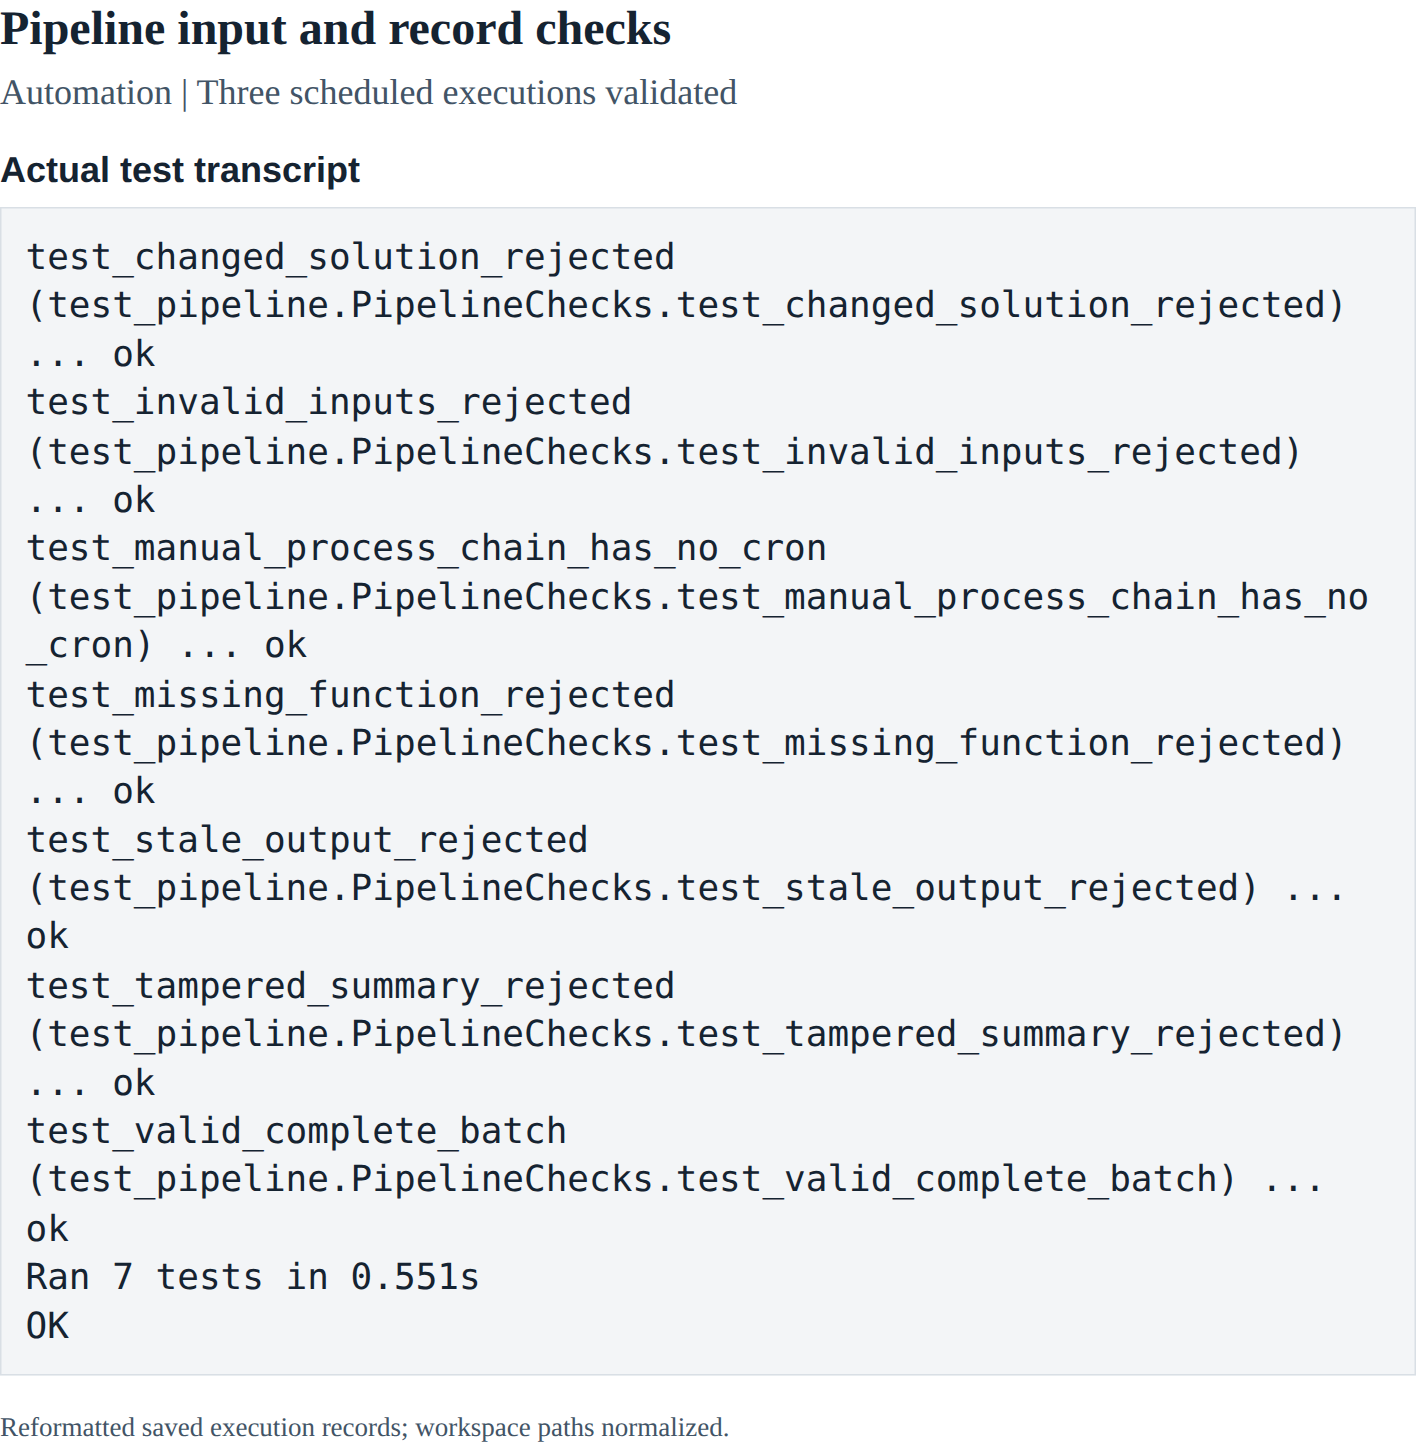 Pipeline input and record checks
Automation | Three scheduled executions validated
Actual test transcript
test_changed_solution_rejected
(test_pipeline.PipelineChecks.test_changed_solution_rejected)
... ok
test_invalid_inputs_rejected
(test_pipeline.PipelineChecks.test_invalid_inputs_rejected)
... ok
test_manual_process_chain_has_no_cron
(test_pipeline.PipelineChecks.test_manual_process_chain_has_no
_cron) ... ok
test_missing_function_rejected
(test_pipeline.PipelineChecks.test_missing_function_rejected)
... ok
test_stale_output_rejected
(test_pipeline.PipelineChecks.test_stale_output_rejected) ...
ok
test_tampered_summary_rejected
(test_pipeline.PipelineChecks.test_tampered_summary_rejected)
... ok
test_valid_complete_batch
(test_pipeline.PipelineChecks.test_valid_complete_batch) ...
ok
Ran 7 tests in 0.551s
OK
Reformatted saved execution records; workspace paths normalized.